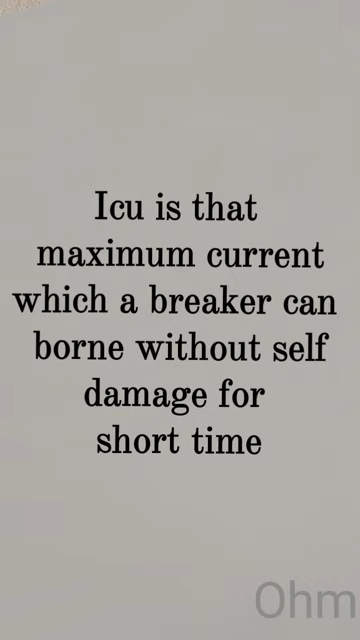 Icu is that
maximum current
which a breaker can
borne without self
damage for
short time
Ohm